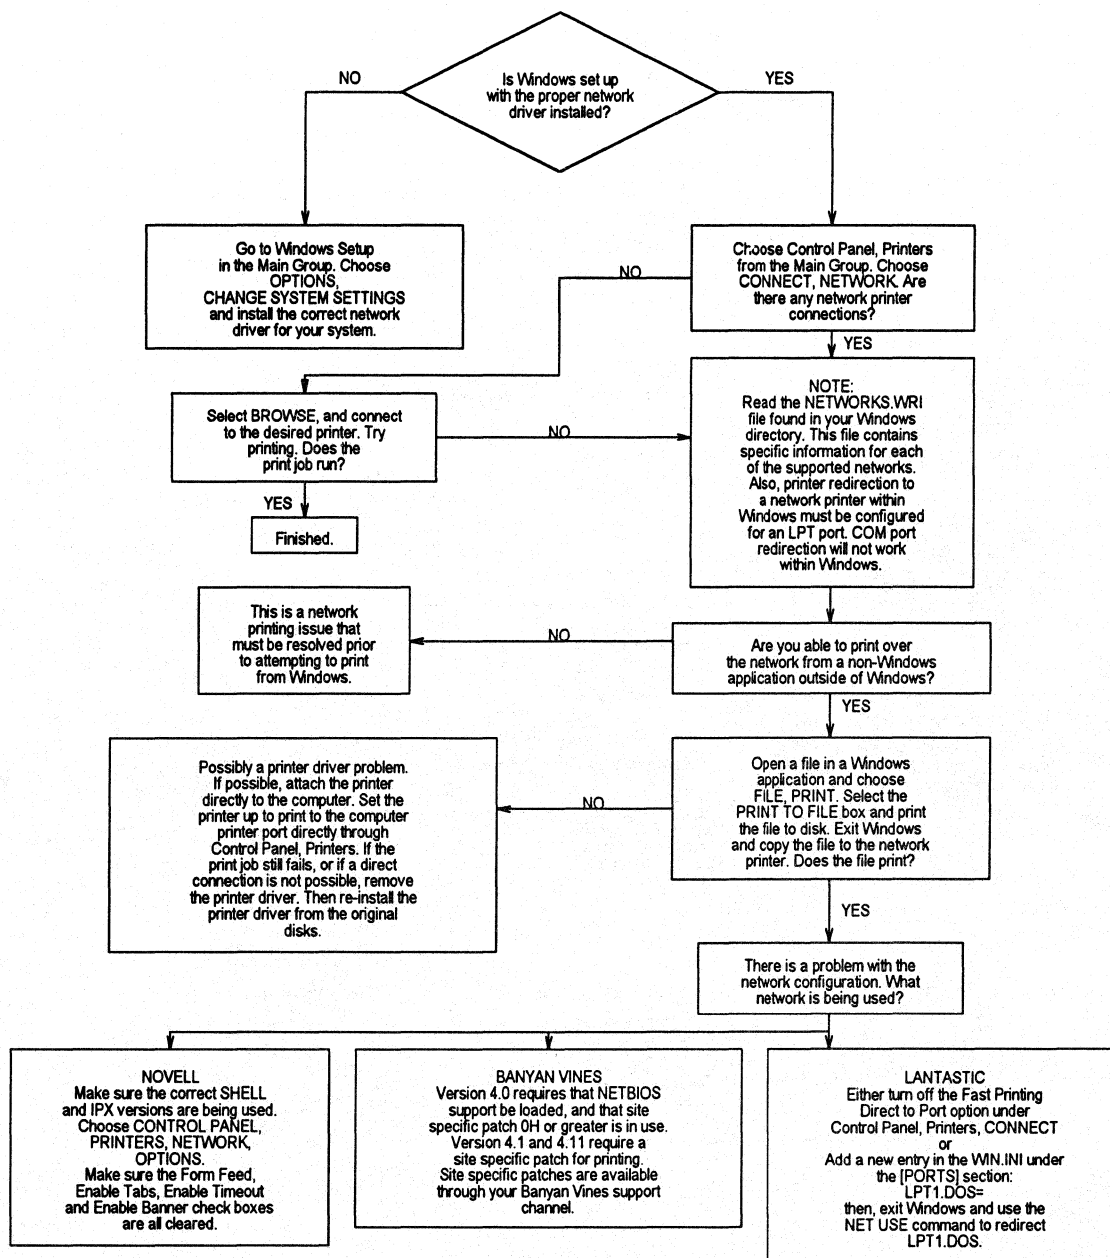 Is Windows set up
with the proper network
driver installed?
NO
YES
Go to Windows Setup
in the Main Group. Choose
OPTIONS,
CHANGE SYSTEM SETTINGS
and install the correct network
driver for your system.
Choose Control Panel, Printers
from the Main Group. Choose
CONNECT, NETWORK. Are
there any network printer
connections?
NO
YES
Select BROWSE, and connect
to the desired printer. Try
printing. Does the
print job run?
NO
YES
Finished.
NOTE:
Read the NETWORKS.WRI
file found in your Windows
directory. This file contains
specific information for each
of the supported networks.
Also, printer redirection to
a network printer within
Windows must be configured
for an LPT port. COM port
redirection will not work
within Windows.
This is a network
printing issue that
must be resolved prior
to attempting to print
from Windows.
NO
Are you able to print over
the network from a non-Windows
application outside of Windows?
YES
Possibly a printer driver problem.
If possible, attach the printer
directly to the computer. Set the
printer up to print to the computer
printer port directly through
Control Panel, Printers. If the
print job still fails, or if a direct
connection is not possible, remove
the printer driver. Then re-install the
printer driver from the original
disks.
NO
Open a file in a Windows
application and choose
FILE, PRINT. Select the
PRINT TO FILE box and print
the file to disk. Exit Windows
and copy the file to the network
printer. Does the file print?
YES
There is a problem with the
network configuration. What
network is being used?
NOVELL
Make sure the correct SHELL
and IPX versions are being used.
Choose CONTROL PANEL,
PRINTERS, NETWORK,
OPTIONS.
Make sure the Form Feed,
Enable Tabs, Enable Timeout
and Enable Banner check boxes
are all cleared.
BANYAN VINES
Version 4.0 requires that NETBIOS
support be loaded, and that site
specific patch 0H or greater is in use.
Version 4.1 and 4.11 require a
site specific patch for printing.
Site specific patches are available
through your Banyan Vines support
channel.
LANTASTIC
Either turn off the Fast Printing
Direct to Port option under
Control Panel, Printers, CONNECT
or
Add a new entry in the WIN.INI under
the [PORTS] section:
LPT1.DOS=
then, exit Windows and use the
NET USE command to redirect
LPT1.DOS.